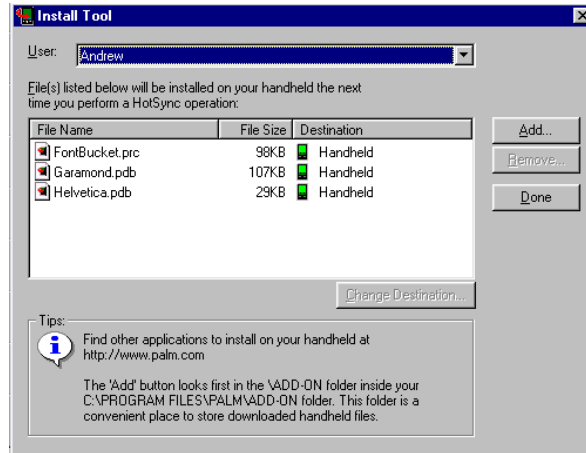 Install Tool
User: Andrew
File(s) listed below will be installed on your handheld the next
time you perform a HotSync operation:
File Name File Size Destination
FontBucket.prc 98KB Handheld
Garamond.pdb 107KB Handheld
Helvetica.pdb 29KB Handheld
Add...
Remove...
Done
Change Destination...
Tips:
Find other applications to install on your handheld at
http://www.palm.com
The 'Add' button looks first in the \ADD-ON folder inside your
C:\PROGRAM FILES\PALM\ADD-ON folder. This folder is a
convenient place to store downloaded handheld files.